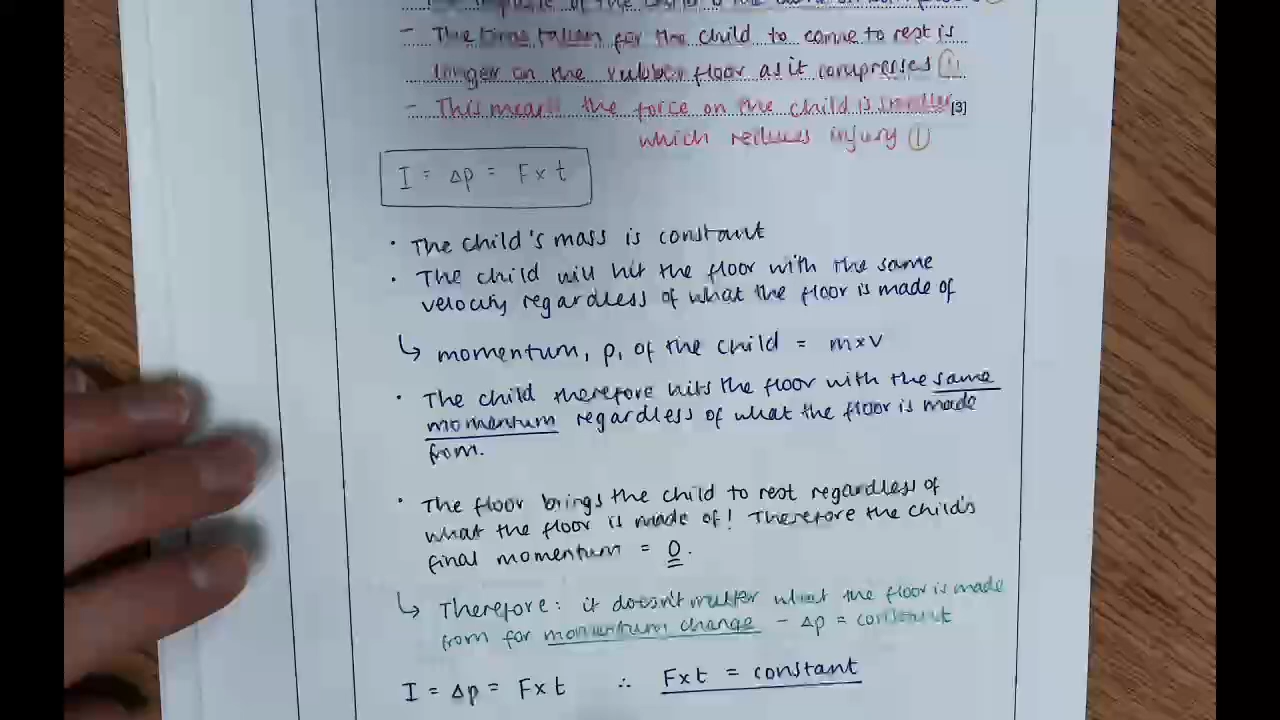 - The time taken for the child to come to rest is
longer on the rubber floor as it compresses (1)
- This means the force on the child is smaller [3]
which reduces injury (1)
I = Δp = F x t
• The child's mass is constant
• The child will hit the floor with the same
velocity regardless of what the floor is made of
↳ momentum, p, of the child = m x v
• The child therefore hits the floor with the same
momentum regardless of what the floor is made
from.
• The floor brings the child to rest regardless of
what the floor is made of! Therefore the child's
final momentum = 0.
↳ Therefore: it doesn't matter what the floor is made
from for momentum change - Δp = constant
I = Δp = F x t ∴ F x t = constant